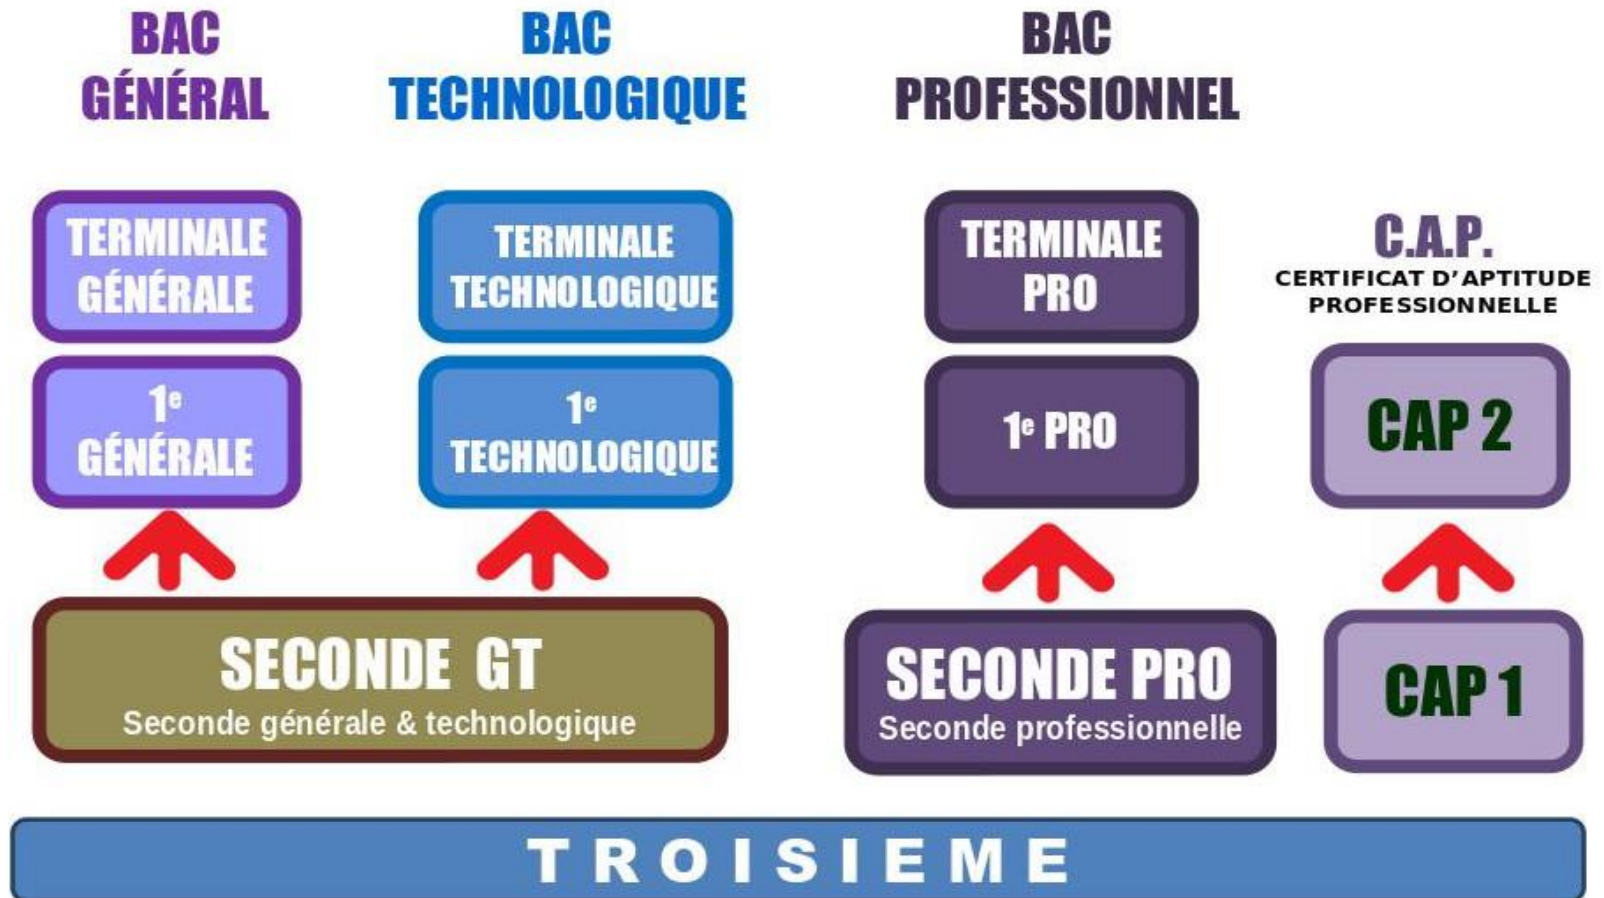 BAC
GÉNÉRAL
BAC
TECHNOLOGIQUE
BAC
PROFESSIONNEL
TERMINALE
GÉNÉRALE
TERMINALE
TECHNOLOGIQUE
TERMINALE
PRO
C.A.P.
CERTIFICAT D’APTITUDE
PROFESSIONNELLE
1e
GÉNÉRALE
1e
TECHNOLOGIQUE
1e PRO
CAP 2
SECONDE GT
Seconde générale & technologique
SECONDE PRO
Seconde professionnelle
CAP 1
TROISIEME